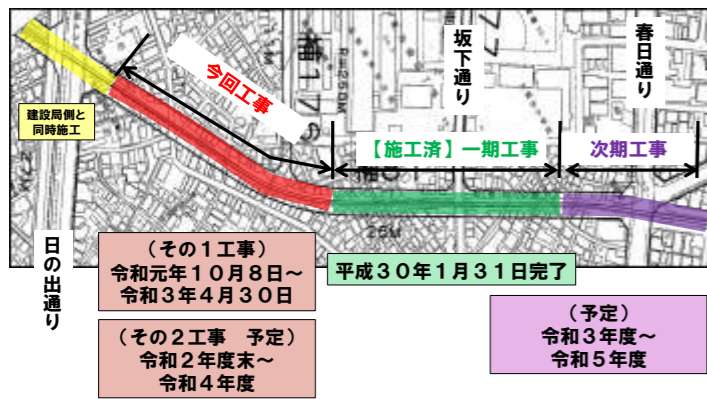 今回工事
坂下通り
春日通り
建設局側と
同時施工
【施工済】一期工事
次期工事
日の出通り
（その１工事）
令和元年１０月８日～
令和３年４月３０日
平成３０年１月３１日完了
（その２工事　予定）
令和２年度末～
令和４年度
（予定）
令和３年度～
令和５年度
25M
27M
R=250M